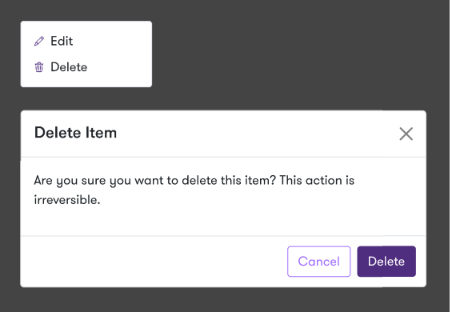 Edit
Delete
Delete Item
Are you sure you want to delete this item? This action is
irreversible.
Cancel
Delete